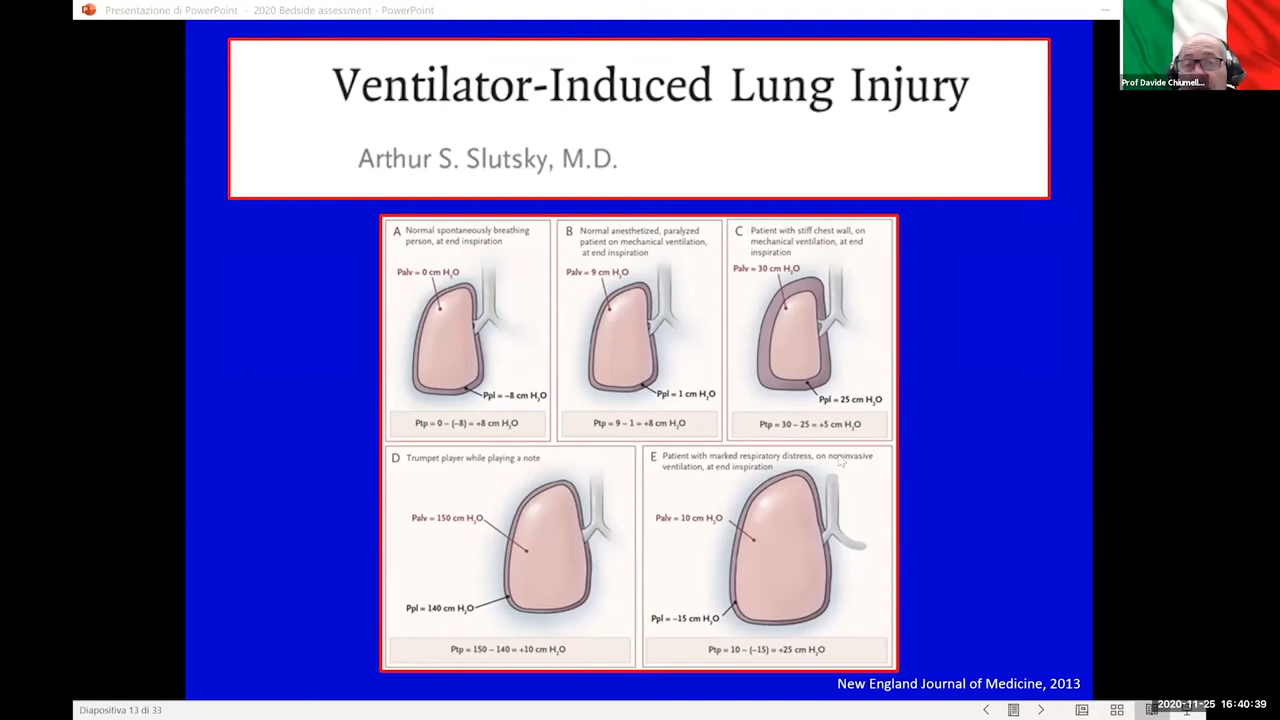 Presentazione di PowerPoint - 2020 Bedside assessment - PowerPoint
Prof Davide Chiumell...
Ventilator-Induced Lung Injury
Arthur S. Slutsky, M.D.
A Normal spontaneously breathing
person, at end inspiration
Palv = 0 cm H₂O
Ppl = –8 cm H₂O
Ptp = 0 – (–8) = +8 cm H₂O
B Normal anesthetized, paralyzed
patient on mechanical ventilation,
at end inspiration
Palv = 9 cm H₂O
Ppl = 1 cm H₂O
Ptp = 9 – 1 = +8 cm H₂O
C Patient with stiff chest wall, on
mechanical ventilation, at end
inspiration
Palv = 30 cm H₂O
Ppl = 25 cm H₂O
Ptp = 30 – 25 = +5 cm H₂O
D Trumpet player while playing a note
Palv = 150 cm H₂O
Ppl = 140 cm H₂O
Ptp = 150 – 140 = +10 cm H₂O
E Patient with marked respiratory distress, on noninvasive
ventilation, at end inspiration
Palv = 10 cm H₂O
Ppl = –15 cm H₂O
Ptp = 10 – (–15) = +25 cm H₂O
New England Journal of Medicine, 2013
Diapositiva 13 di 33
2020-11-25 16:40:39